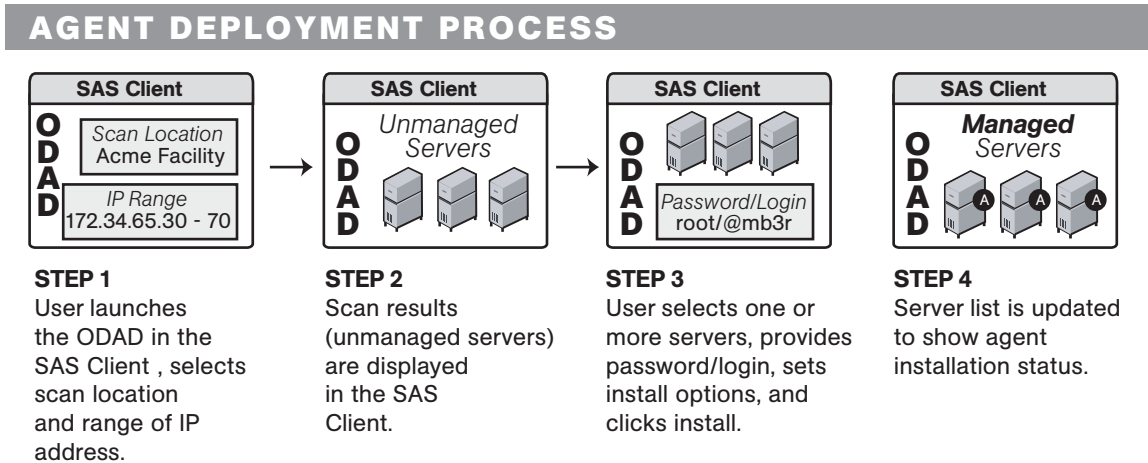 AGENT DEPLOYMENT PROCESS
SAS Client
ODAD
Scan Location
Acme Facility
IP Range
172.34.65.30 - 70
STEP 1
User launches
the ODAD in the
SAS Client , selects
scan location
and range of IP
address.
SAS Client
ODAD
Unmanaged
Servers
STEP 2
Scan results
(unmanaged servers)
are displayed
in the SAS
Client.
SAS Client
ODAD
Password/Login
root/@mb3r
STEP 3
User selects one or
more servers, provides
password/login, sets
install options, and
clicks install.
SAS Client
ODAD
Managed
Servers
A
A
A
STEP 4
Server list is updated
to show agent
installation status.